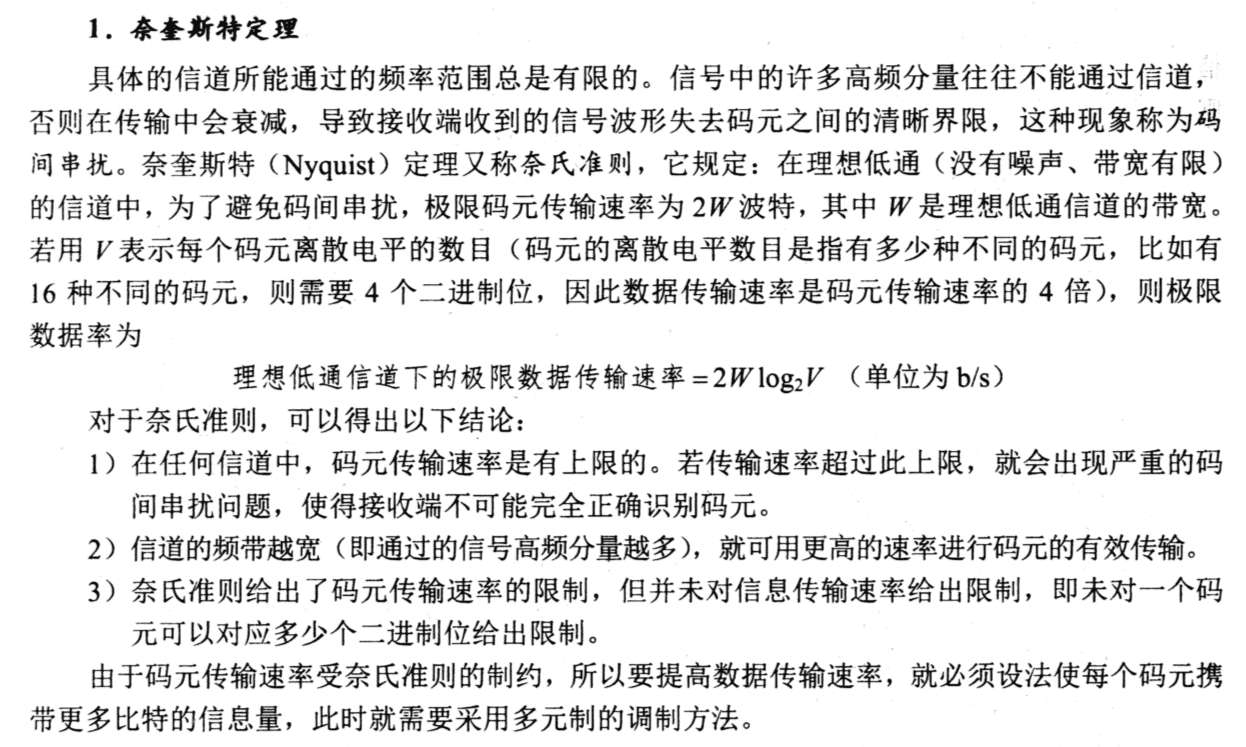 1．奈奎斯特定理
具体的信道所能通过的频率范围总是有限的。信号中的许多高频分量往往不能通过信道，
否则在传输中会衰减，导致接收端收到的信号波形失去码元之间的清晰界限，这种现象称为码
间串扰。奈奎斯特（Nyquist）定理又称奈氏准则，它规定：在理想低通（没有噪声、带宽有限）
的信道中，为了避免码间串扰，极限码元传输速率为 2W 波特，其中 W 是理想低通信道的带宽。
若用 V 表示每个码元离散电平的数目（码元的离散电平数目是指有多少种不同的码元，比如有
16 种不同的码元，则需要 4 个二进制位，因此数据传输速率是码元传输速率的 4 倍），则极限
数据率为
理想低通信道下的极限数据传输速率=2W log₂V （单位为 b/s）
对于奈氏准则，可以得出以下结论：
1）在任何信道中，码元传输速率是有上限的。若传输速率超过此上限，就会出现严重的码
间串扰问题，使得接收端不可能完全正确识别码元。
2）信道的频带越宽（即通过的信号高频分量越多），就可用更高的速率进行码元的有效传输。
3）奈氏准则给出了码元传输速率的限制，但并未对信息传输速率给出限制，即未对一个码
元可以对应多少个二进制位给出限制。
由于码元传输速率受奈氏准则的制约，所以要提高数据传输速率，就必须设法使每个码元携
带更多比特的信息量，此时就需要采用多元制的调制方法。